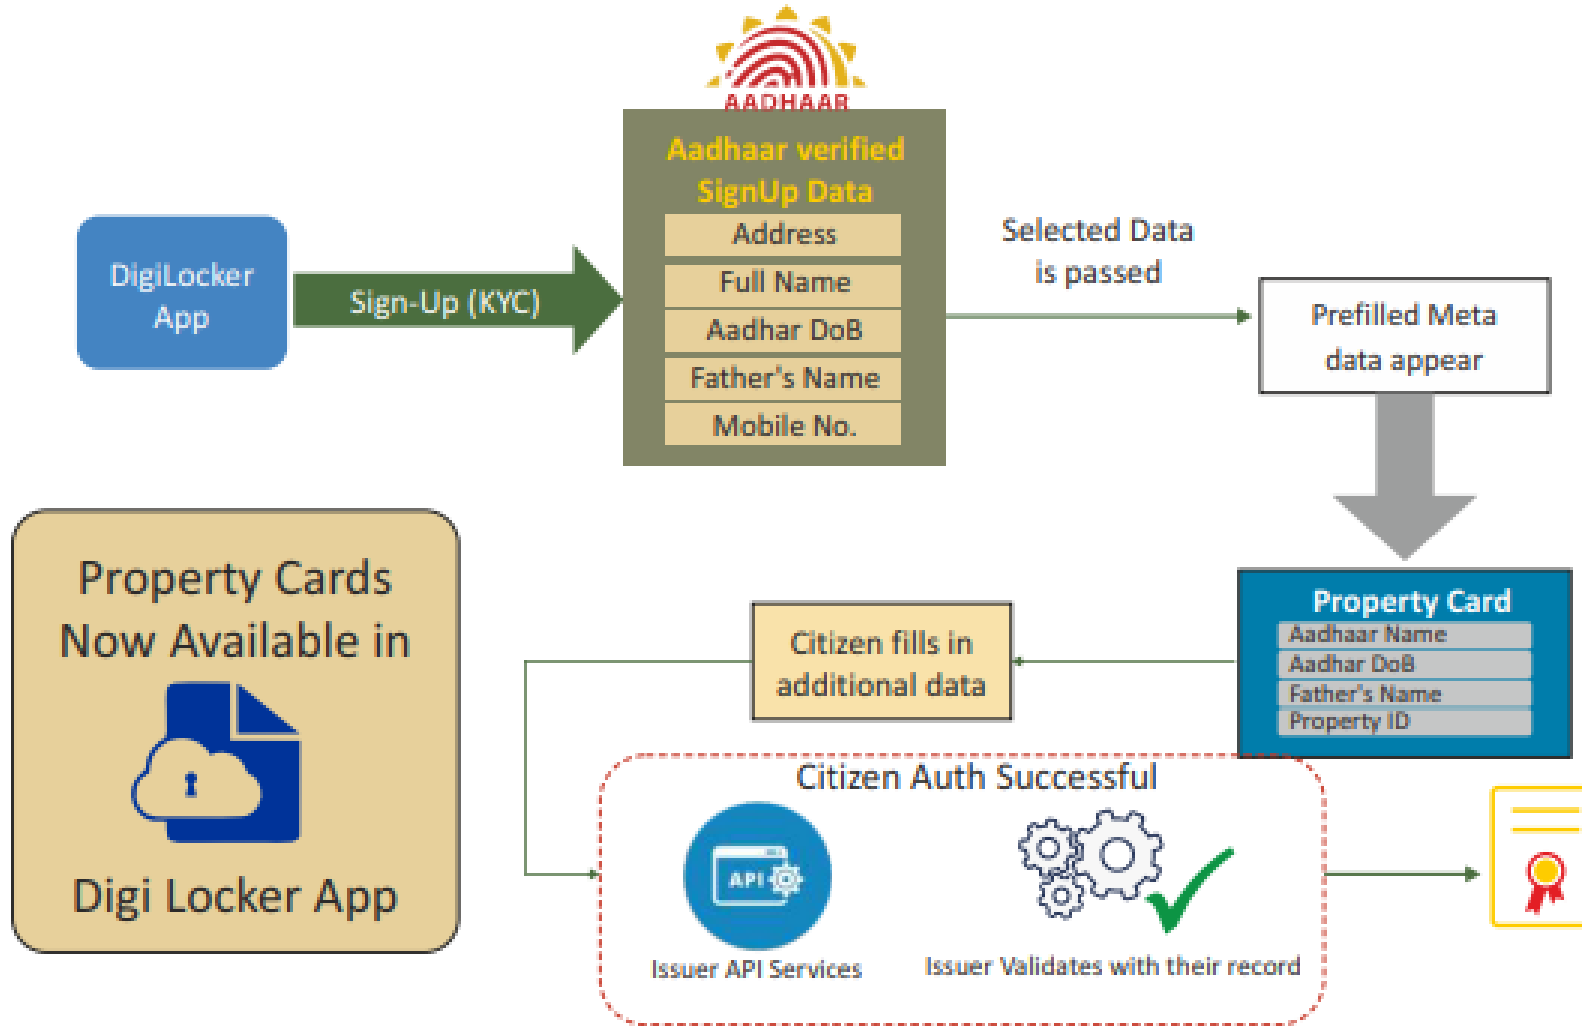 AADHAAR
Aadhaar verified
SignUp Data
Address
Full Name
Aadhar DoB
Father's Name
Mobile No.
DigiLocker
App
Sign-Up (KYC)
Selected Data
is passed
Prefilled Meta
data appear
Property Card
Aadhaar Name
Aadhar DoB
Father's Name
Property ID
Citizen fills in
additional data
Property Cards
Now Available in
Digi Locker App
Citizen Auth Successful
API
Issuer API Services
Issuer Validates with their record